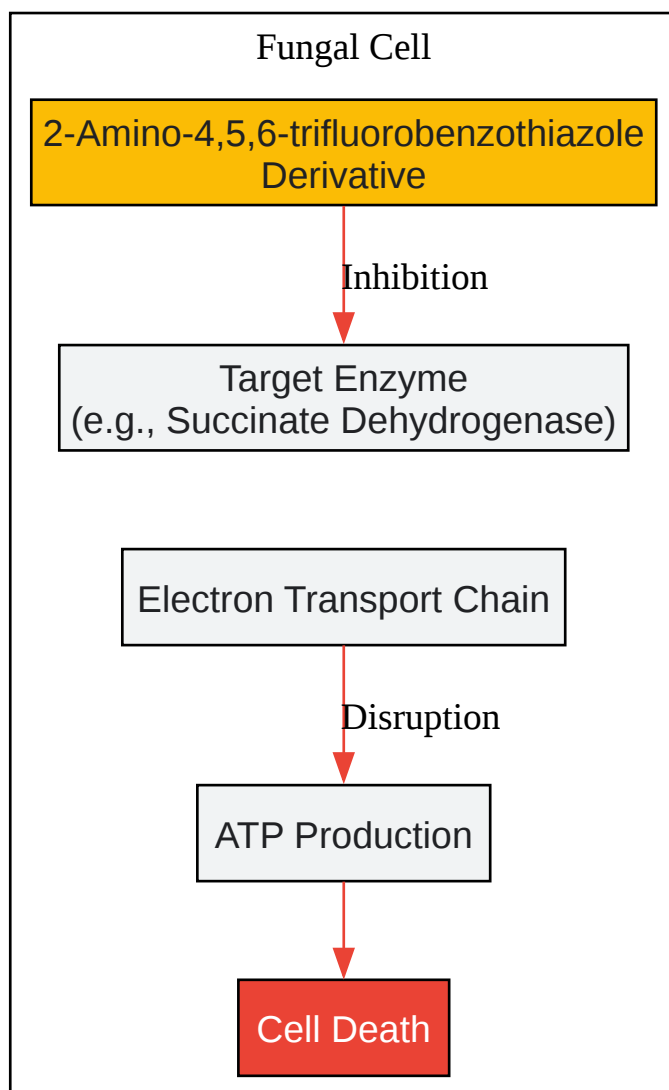 Fungal Cell
2-Amino-4,5,6-trifluorobenzothiazole
Derivative
Inhibition
Target Enzyme
(e.g., Succinate Dehydrogenase)
Electron Transport Chain
Disruption
ATP Production
Cell Death